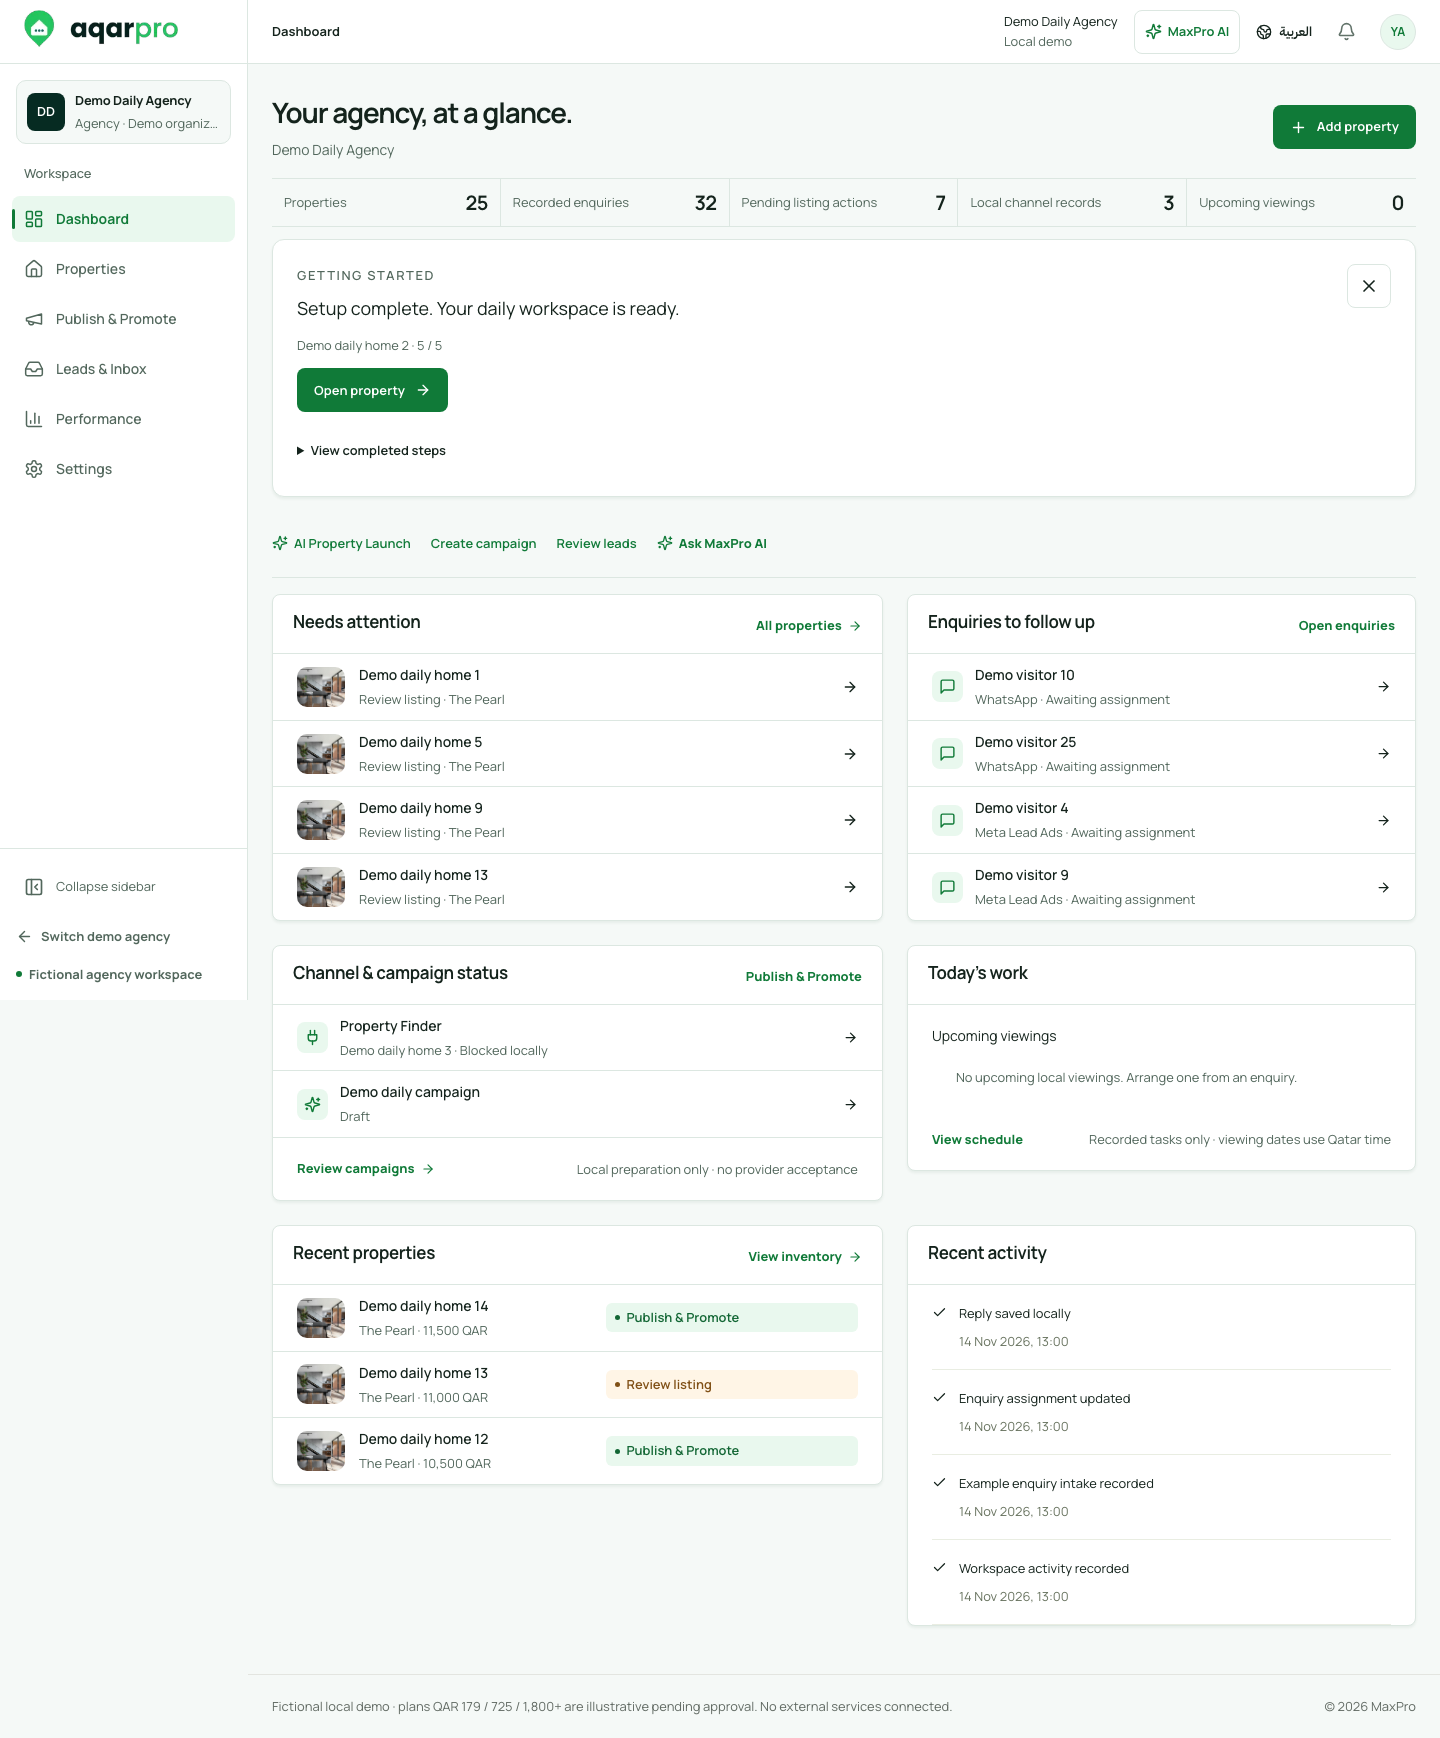 aqarpro
Dashboard
Demo Daily Agency
Local demo
MaxPro AI
العربية
YA
DD
Demo Daily Agency
Agency · Demo organiz...
Workspace
Dashboard
Properties
Publish & Promote
Leads & Inbox
Performance
Settings
Collapse sidebar
Switch demo agency
Fictional agency workspace
Your agency, at a glance.
Demo Daily Agency
Add property
Properties 25
Recorded enquiries 32
Pending listing actions 7
Local channel records 3
Upcoming viewings 0
GETTING STARTED
Setup complete. Your daily workspace is ready.
Demo daily home 2 · 5 / 5
Open property
View completed steps
AI Property Launch
Create campaign
Review leads
Ask MaxPro AI
Needs attention
All properties
Demo daily home 1
Review listing · The Pearl
Demo daily home 5
Review listing · The Pearl
Demo daily home 9
Review listing · The Pearl
Demo daily home 13
Review listing · The Pearl
Enquiries to follow up
Open enquiries
Demo visitor 10
WhatsApp · Awaiting assignment
Demo visitor 25
WhatsApp · Awaiting assignment
Demo visitor 4
Meta Lead Ads · Awaiting assignment
Demo visitor 9
Meta Lead Ads · Awaiting assignment
Channel & campaign status
Publish & Promote
Property Finder
Demo daily home 3 · Blocked locally
Demo daily campaign
Draft
Review campaigns
Local preparation only · no provider acceptance
Today's work
Upcoming viewings
No upcoming local viewings. Arrange one from an enquiry.
View schedule
Recorded tasks only · viewing dates use Qatar time
Recent properties
View inventory
Demo daily home 14
The Pearl · 11,500 QAR
Publish & Promote
Demo daily home 13
The Pearl · 11,000 QAR
Review listing
Demo daily home 12
The Pearl · 10,500 QAR
Publish & Promote
Recent activity
Reply saved locally
14 Nov 2026, 13:00
Enquiry assignment updated
14 Nov 2026, 13:00
Example enquiry intake recorded
14 Nov 2026, 13:00
Workspace activity recorded
14 Nov 2026, 13:00
Fictional local demo · plans QAR 179 / 725 / 1,800+ are illustrative pending approval. No external services connected.
© 2026 MaxPro